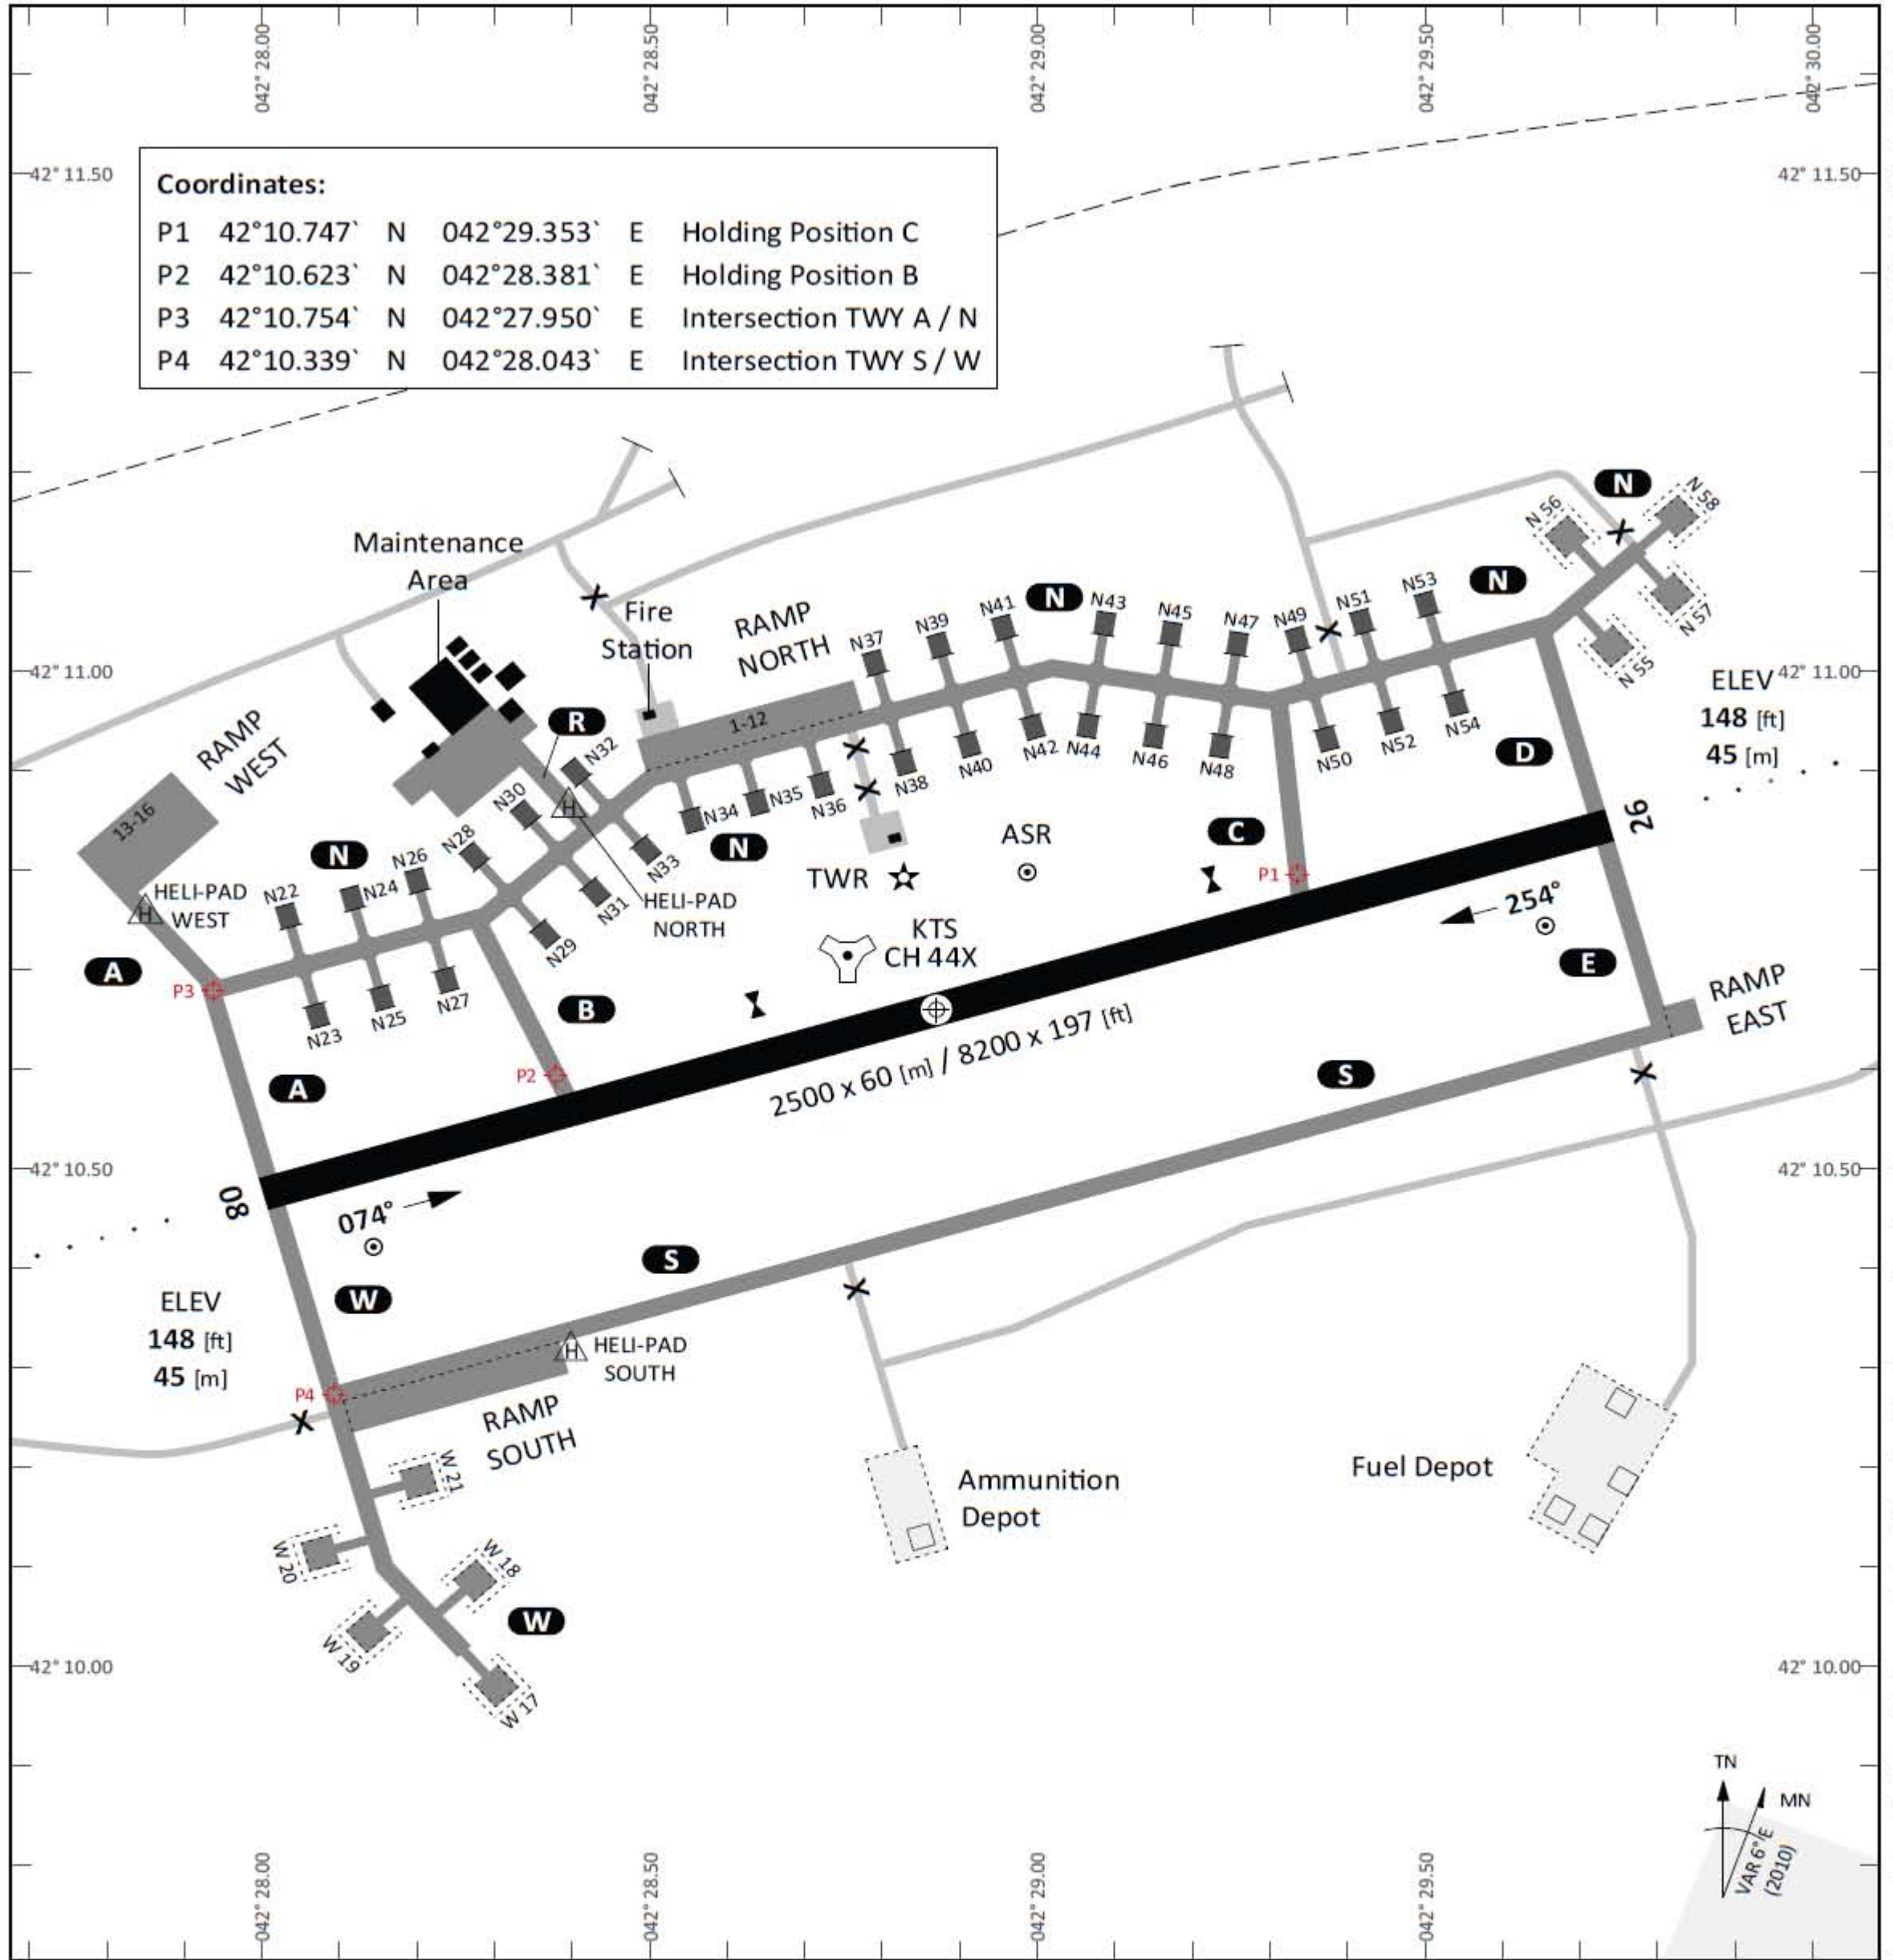 042° 28.00
042° 28.50
042° 29.00
042° 29.50
042° 30.00
42° 11.50
42° 11.50
Coordinates:
P1 42°10.747` N 042°29.353` E Holding Position C
P2 42°10.623` N 042°28.381` E Holding Position B
P3 42°10.754` N 042°27.950` E Intersection TWY A / N
P4 42°10.339` N 042°28.043` E Intersection TWY S / W
Maintenance
Area
Fire
Station
RAMP
NORTH
1-12
RAMP
WEST
13-16
R
N
N
N
N
N
N 56
N 58
N 57
N 55
N37
N39
N41
N43
N45
N47
N49
N51
N53
N38
N40
N42
N44
N46
N48
N50
N52
N54
N34
N35
N36
N32
N30
N28
N26
N24
N22
N33
N31
N29
N27
N25
N23
42° 11.00
42° 11.00
ELEV
148 [ft]
45 [m]
D
26
C
P1
ASR
TWR
KTS
CH 44X
HELI-PAD
WEST
H
HELI-PAD
NORTH
H
A
P3
A
B
P2
254°
E
RAMP
EAST
2500 x 60 [m] / 8200 x 197 [ft]
S
42° 10.50
42° 10.50
08
074°
S
W
ELEV
148 [ft]
45 [m]
P4
H
HELI-PAD
SOUTH
RAMP
SOUTH
W 21
W 20
W 18
W 19
W 17
W
Ammunition
Depot
Fuel Depot
42° 10.00
42° 10.00
TN
MN
VAR 6° E
(2010)
042° 28.00
042° 28.50
042° 29.00
042° 29.50